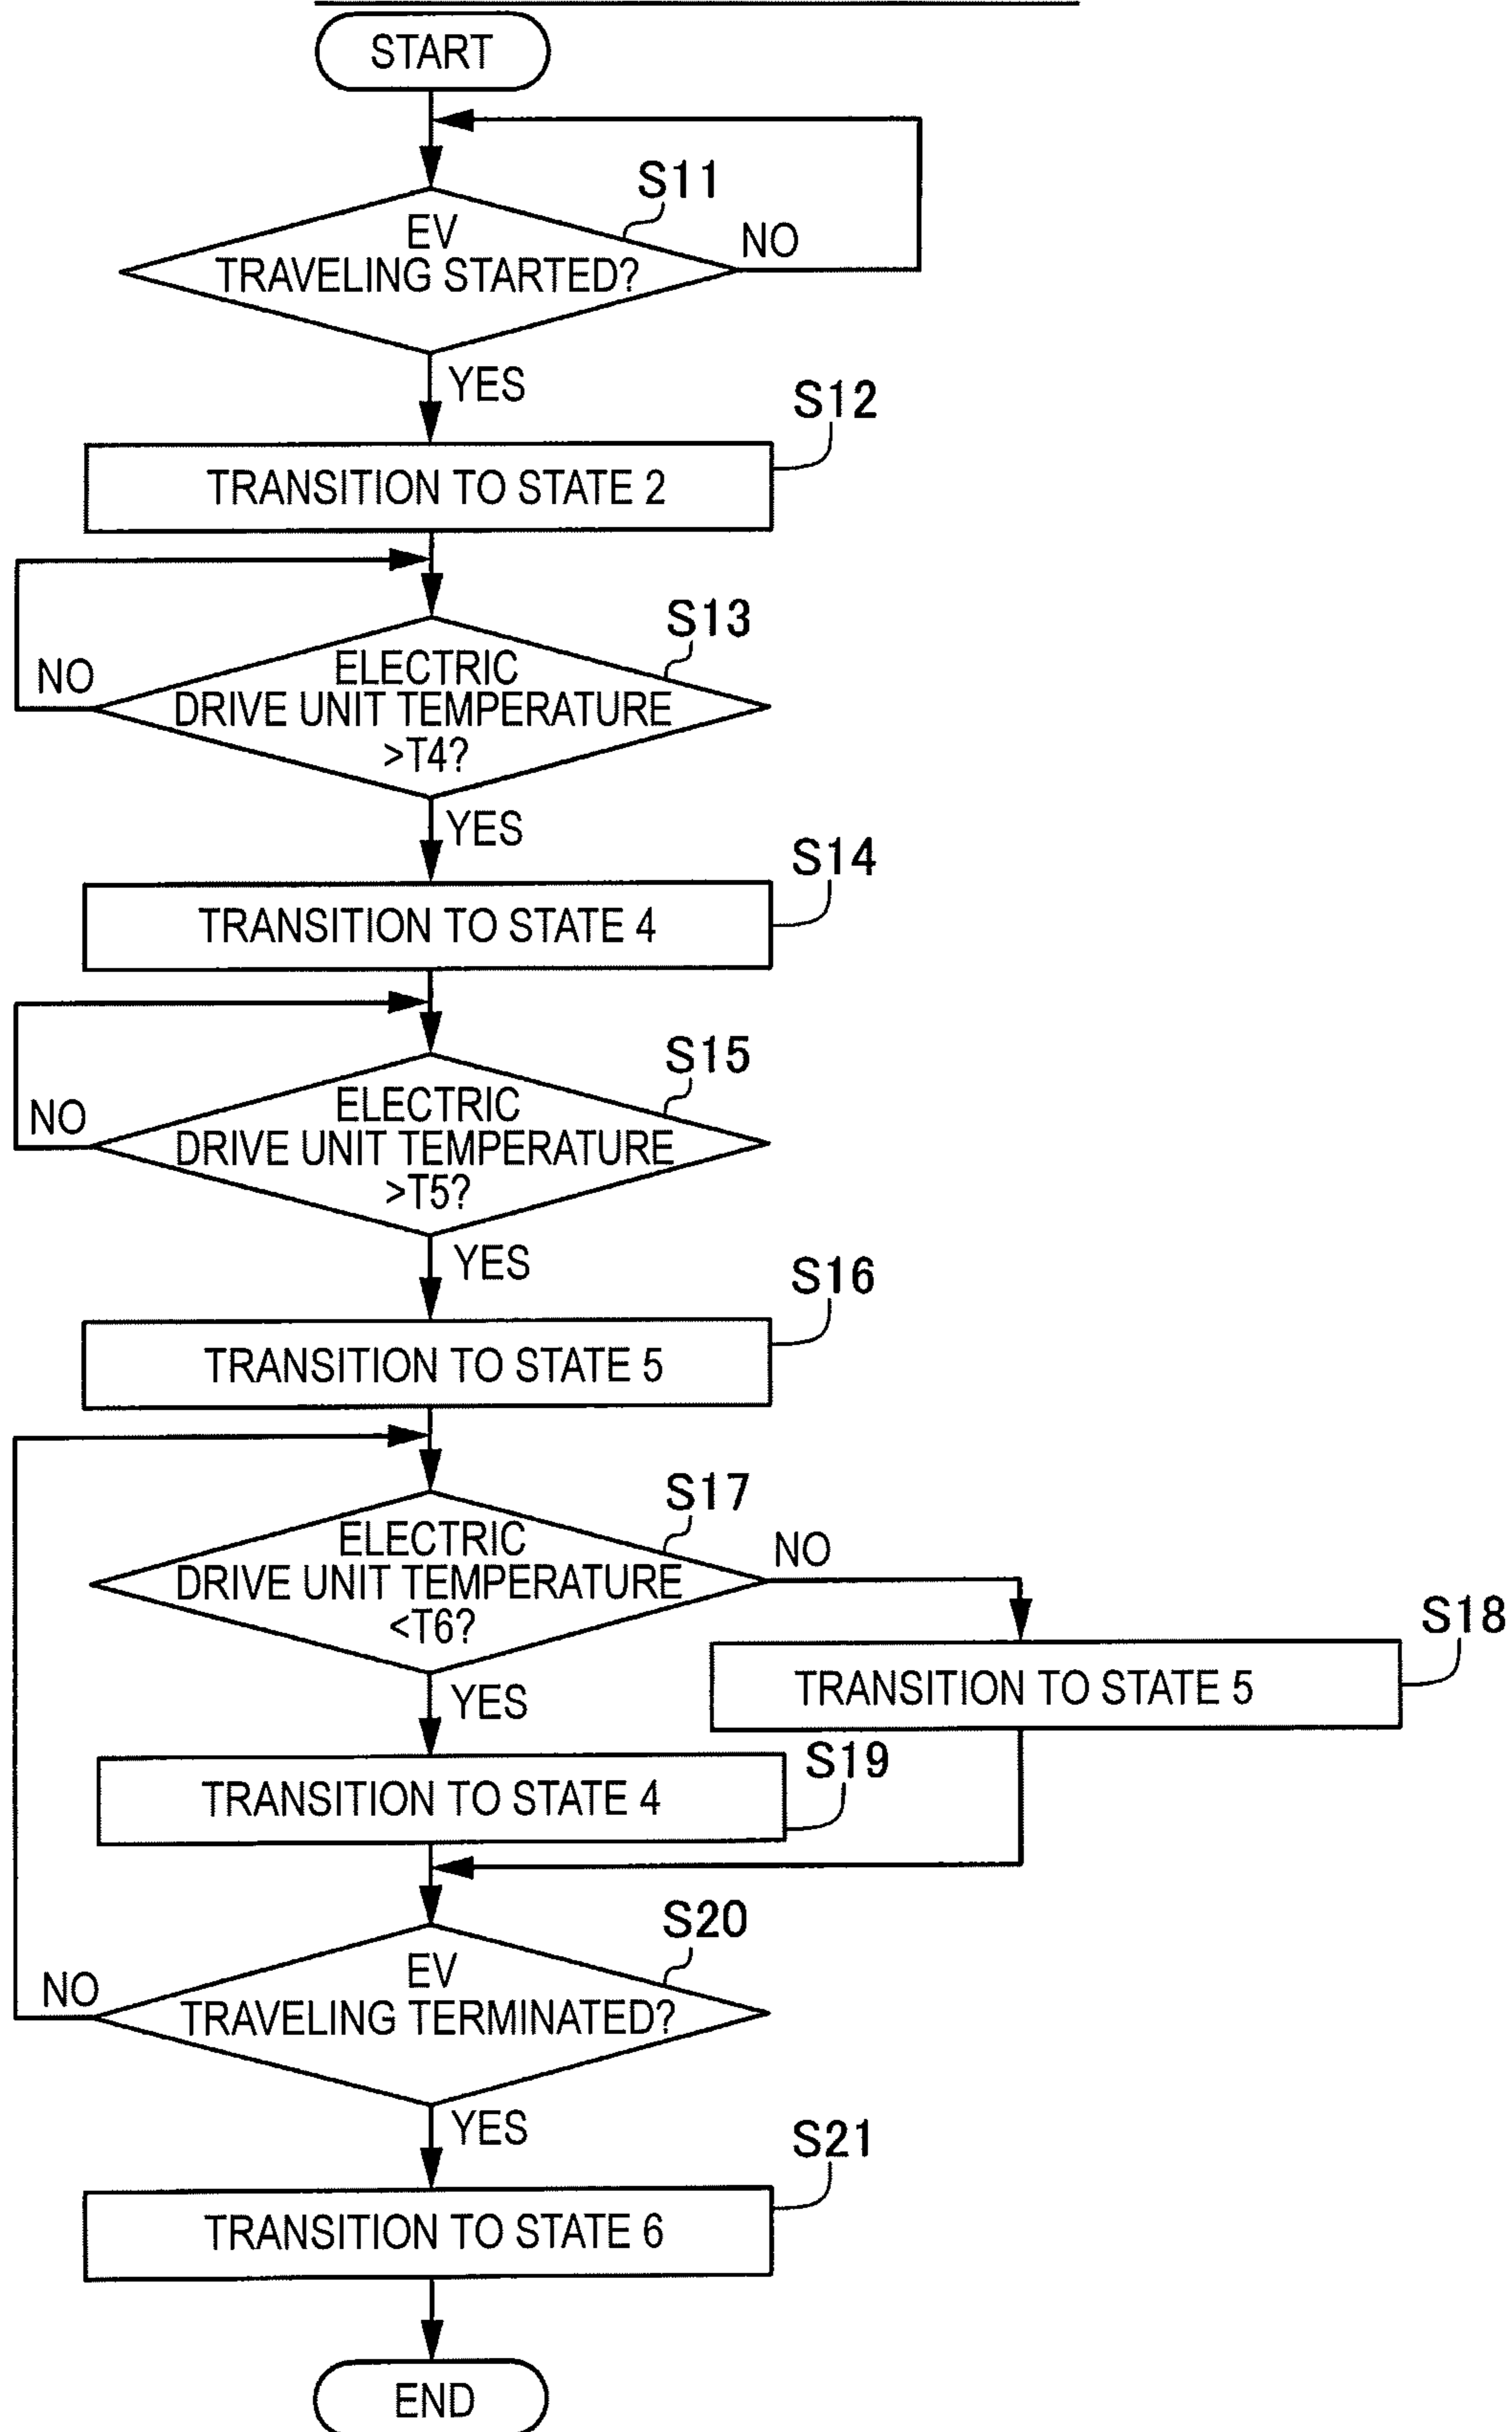 START
S11
EV
TRAVELING STARTED?
NO
YES
S12
TRANSITION TO STATE 2
S13
ELECTRIC
DRIVE UNIT TEMPERATURE
>T4?
NO
YES
S14
TRANSITION TO STATE 4
S15
ELECTRIC
DRIVE UNIT TEMPERATURE
>T5?
NO
YES
S16
TRANSITION TO STATE 5
S17
ELECTRIC
DRIVE UNIT TEMPERATURE
<T6?
NO
S18
TRANSITION TO STATE 5
YES
S19
TRANSITION TO STATE 4
S20
EV
TRAVELING TERMINATED?
NO
YES
S21
TRANSITION TO STATE 6
END